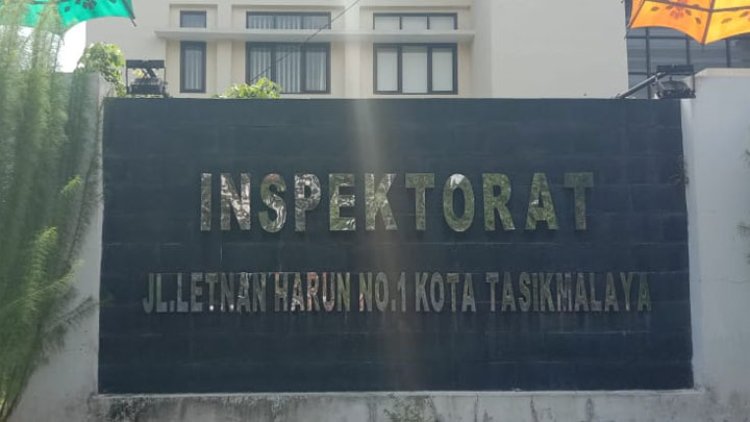 INSPEKTORAT
JL.LETNAN HARUN NO.1 KOTA TASIKMALAYA